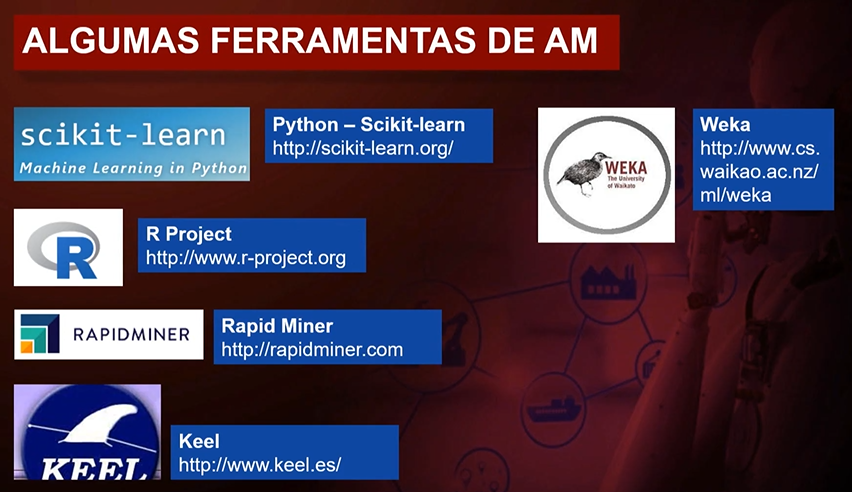 ALGUMAS FERRAMENTAS DE AM
scikit-learn
Machine Learning in Python
Python – Scikit-learn
http://scikit-learn.org/
WEKA
The University
of Waikato
Weka
http://www.cs.
waikao.ac.nz/
ml/weka
R
R Project
http://www.r-project.org
RAPIDMINER
Rapid Miner
http://rapidminer.com
KEEL
Keel
http://www.keel.es/